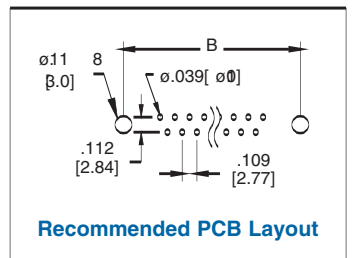 B
ø.11 8
[3.0]
ø.039[ ø1]
.112
[2.84]
.109
[2.77]
Recommended PCB Layout